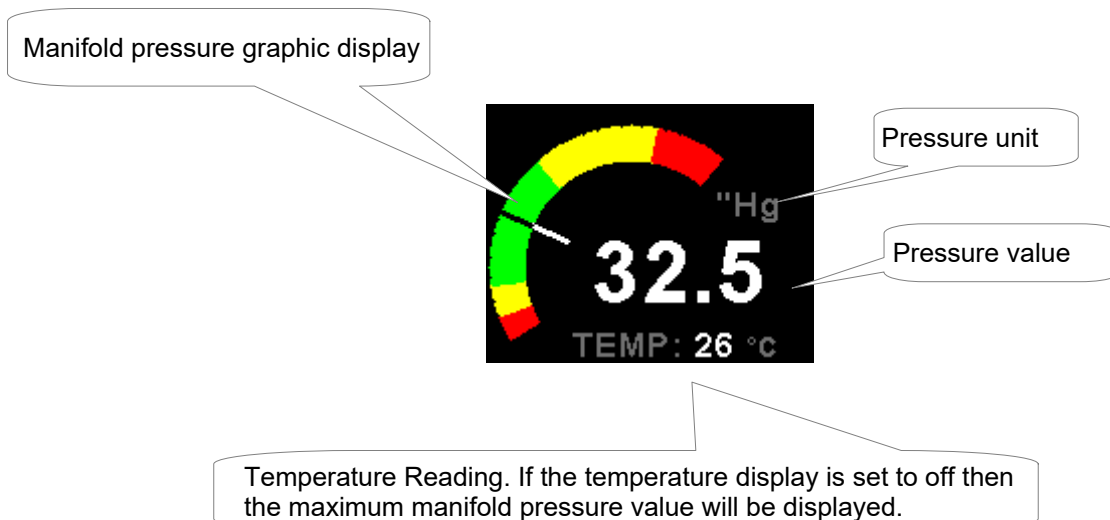 Manifold pressure graphic display
Pressure unit
"Hg
32.5
Pressure value
TEMP: 26 °C
Temperature Reading. If the temperature display is set to off then
the maximum manifold pressure value will be displayed.